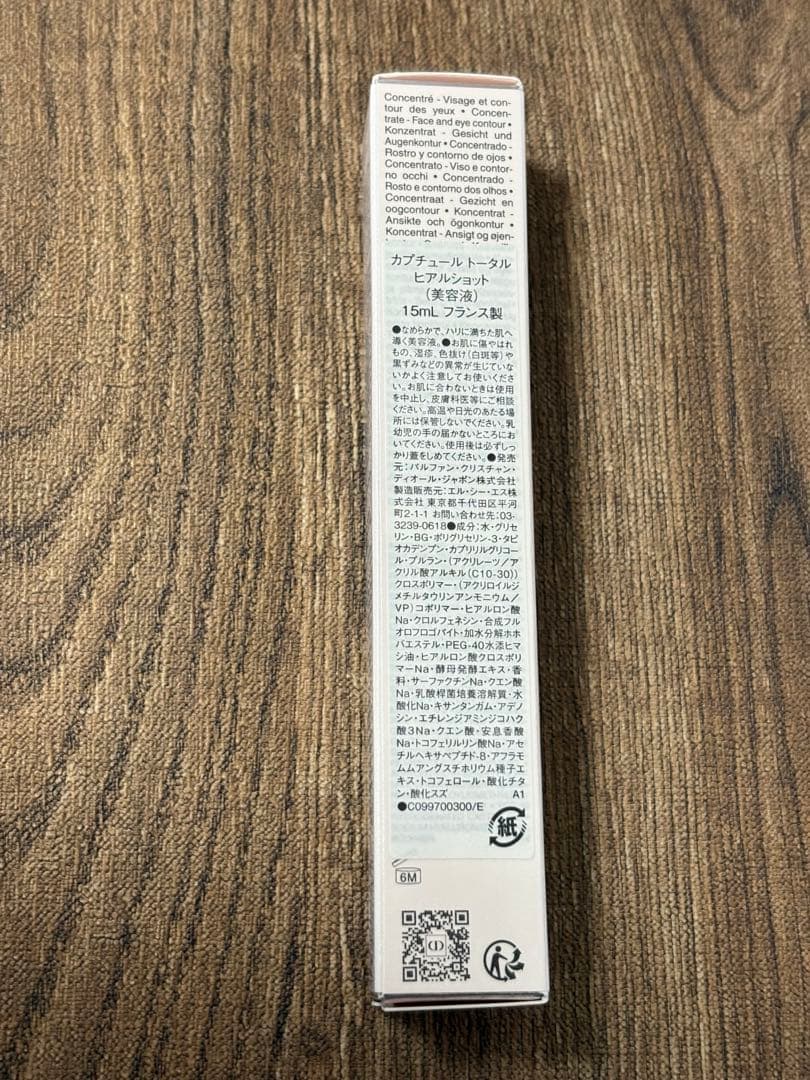 Concentré - Visage et con-
tour des yeux • Concen-
trate - Face and eye contour •
Konzentrat - Gesicht und
Augenkontur • Concentrado -
Rostro y contorno de ojos •
Concentrato - Viso e contor-
no occhi • Concentrado -
Rosto e contorno dos olhos •
Concentraat - Gezicht en
oogcontour • Koncentrat -
Ansikte och ögonkontur •
Koncentrat - Ansigt og øjen-
カプチュール トータル
ヒアルショット
(美容液)
15mL フランス製
●なめらかで、ハリに満ちた肌へ
導く美容液。●お肌に傷やはれ
もの、湿疹、色抜け(白斑等)や
黒ずみなどの異常が生じていな
いかよく注意してお使いくださ
い。お肌に合わないときは使用
を中止し、皮膚科医等にご相談
ください。高温や日光のあたる場
所には保管しないでください。乳
幼児の手の届かないところにお
いてください。使用後は必ずしっ
かり蓋をしめてください。●発売
元:パルファン・クリスチャン・
ディオール・ジャポン株式会社
製造販売元:エル・シー・エス株
式会社 東京都千代田区平河
町2-1-1 お問い合わせ先:03-
3239-0618●成分:水・グリセ
リン・BG・ポリグリセリン-3・タピ
オカデンプン・カプリリルグリコー
ル・プルラン・(アクリレーツ/ア
クリル酸アルキル(C10-30))
クロスポリマー・(アクリロイルジ
メチルタウリンアンモニウム/
VP)コポリマー・ヒアルロン酸
Na・クロルフェネシン・合成フル
オロフロゴパイト・加水分解ホホ
バエステル・PEG-40水添ヒマ
シ油・ヒアルロン酸クロスポリ
マーNa・酵母発酵エキス・香
料・サーファクチンNa・クエン酸
Na・乳酸桿菌培養溶解質・水
酸化Na・キサンタンガム・アデノ
シン・エチレンジアミンジコハク
酸3Na・クエン酸・安息香酸
Na・トコフェリルリン酸Na・アセ
チルヘキサペプチド-8・アフラモ
ムムアングスチホリウム種子エ
キス・トコフェロール・酸化チタ
ン・酸化スズ A1
●C099700300/E
紙
6M
CD